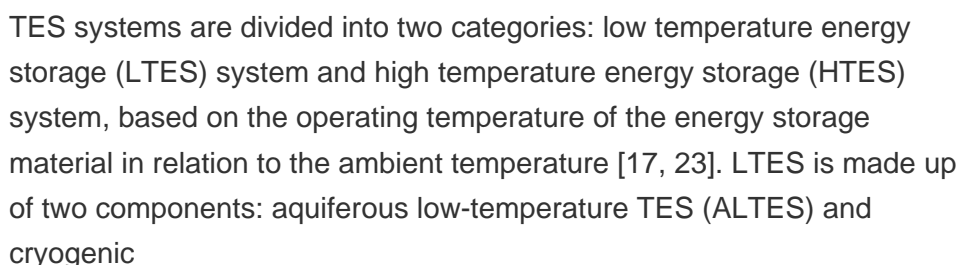 TES systems are divided into two categories: low temperature energy
storage (LTES) system and high temperature energy storage (HTES)
system, based on the operating temperature of the energy storage
material in relation to the ambient temperature [17, 23]. LTES is made up
of two components: aquiferous low-temperature TES (ALTES) and
cryogenic